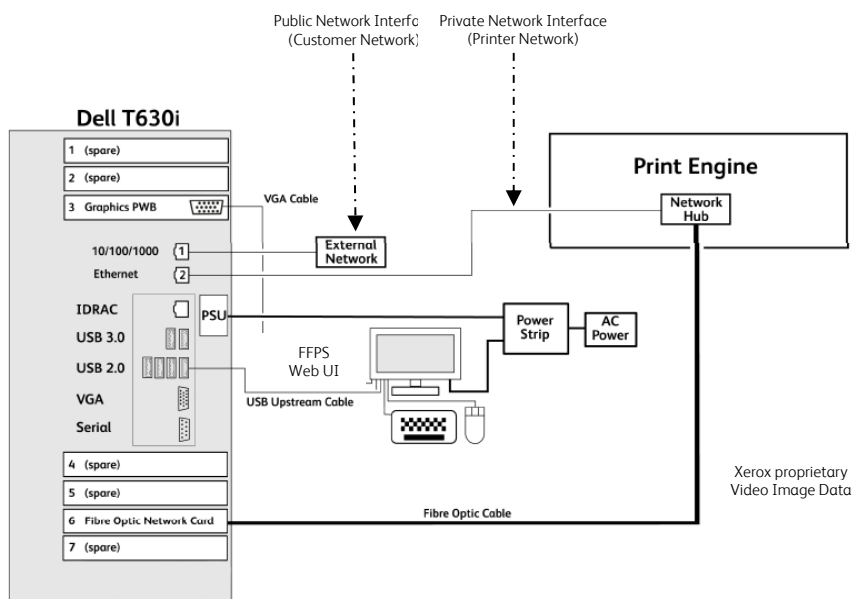 Public Network Interfc
(Customer Network)
Private Network Interface
(Printer Network)
Dell T630i
1 (spare)
2 (spare)
3 Graphics PWB
VGA Cable
Print Engine
Network
Hub
10/100/1000
1
External
Network
Ethernet
2
IDRAC
PSU
USB 3.0
Power
Strip
AC
Power
USB 2.0
FFPS
Web UI
VGA
USB Upstream Cable
Serial
4 (spare)
5 (spare)
6 Fibre Optic Network Card
7 (spare)
Fibre Optic Cable
Xerox proprietary
Video Image Data